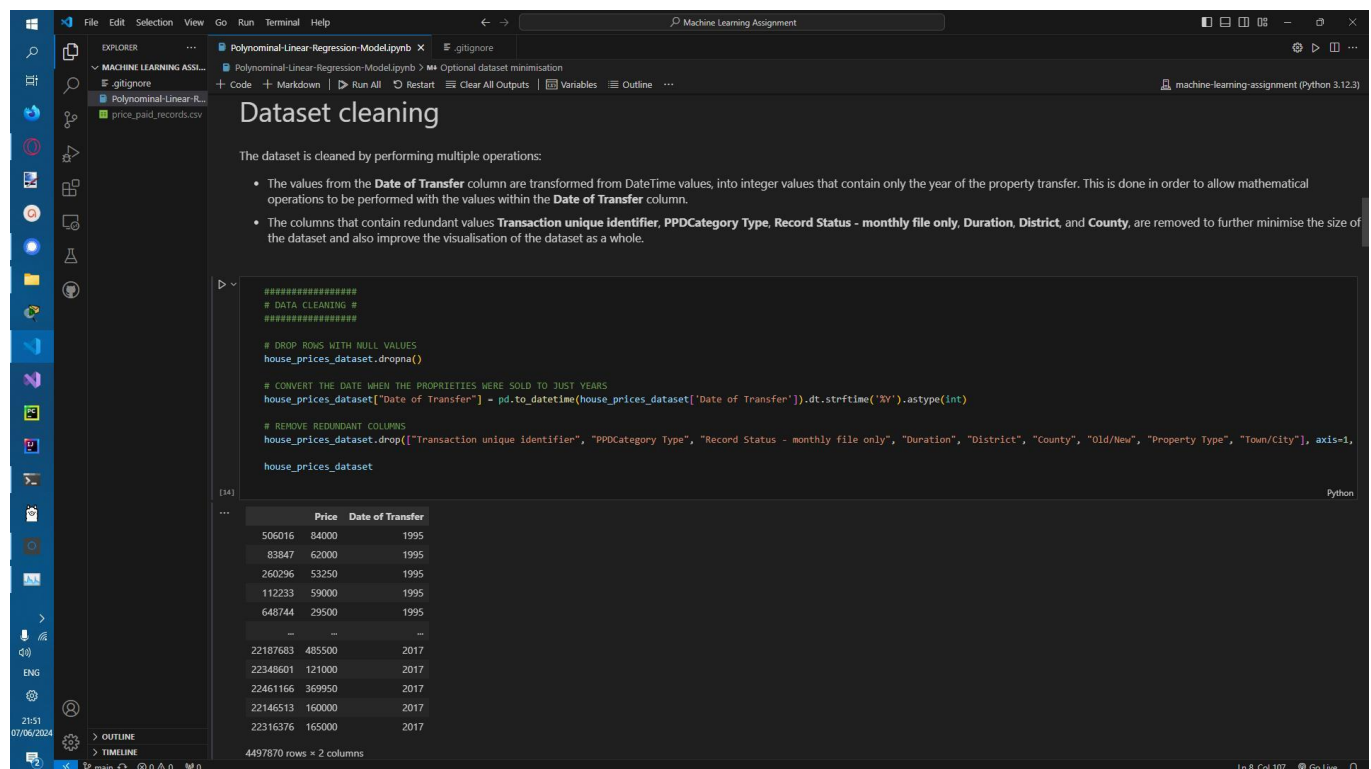 File Edit Selection View Go Run Terminal Help
Machine Learning Assignment
EXPLORER
Polynominal-Linear-Regression-Model.ipynb
.gitignore
MACHINE LEARNING ASSI...
.gitignore
Polynominal-Linear-R...
price_paid_records.csv
Polynominal-Linear-Regression-Model.ipynb > M+ Optional dataset minimisation
+ Code + Markdown | Run All Restart Clear All Outputs | Variables Outline ...
machine-learning-assignment (Python 3.12.3)
Dataset cleaning
The dataset is cleaned by performing multiple operations:
• The values from the Date of Transfer column are transformed from DateTime values, into integer values that contain only the year of the property transfer. This is done in order to allow mathematical
operations to be performed with the values within the Date of Transfer column.
• The columns that contain redundant values Transaction unique identifier, PPDCategory Type, Record Status - monthly file only, Duration, District, and County, are removed to further minimise the size of
the dataset and also improve the visualisation of the dataset as a whole.
#################
# DATA CLEANING #
#################
# DROP ROWS WITH NULL VALUES
house_prices_dataset.dropna()
# CONVERT THE DATE WHEN THE PROPRIETIES WERE SOLD TO JUST YEARS
house_prices_dataset["Date of Transfer"] = pd.to_datetime(house_prices_dataset['Date of Transfer']).dt.strftime('%Y').astype(int)
# REMOVE REDUNDANT COLUMNS
house_prices_dataset.drop(["Transaction unique identifier", "PPDCategory Type", "Record Status - monthly file only", "Duration", "District", "County", "Old/New", "Property Type", "Town/City"], axis=1,
house_prices_dataset
[14]
Python
...
Price Date of Transfer
506016 84000 1995
83847 62000 1995
260296 53250 1995
112233 59000 1995
648744 29500 1995
... ... ...
22187683 485500 2017
22348601 121000 2017
22461166 369950 2017
22146513 160000 2017
22316376 165000 2017
4497870 rows × 2 columns
ENG
21:51
07/06/2024
> OUTLINE
> TIMELINE
main 0 0 0
Ln 8, Col 107 Go Live